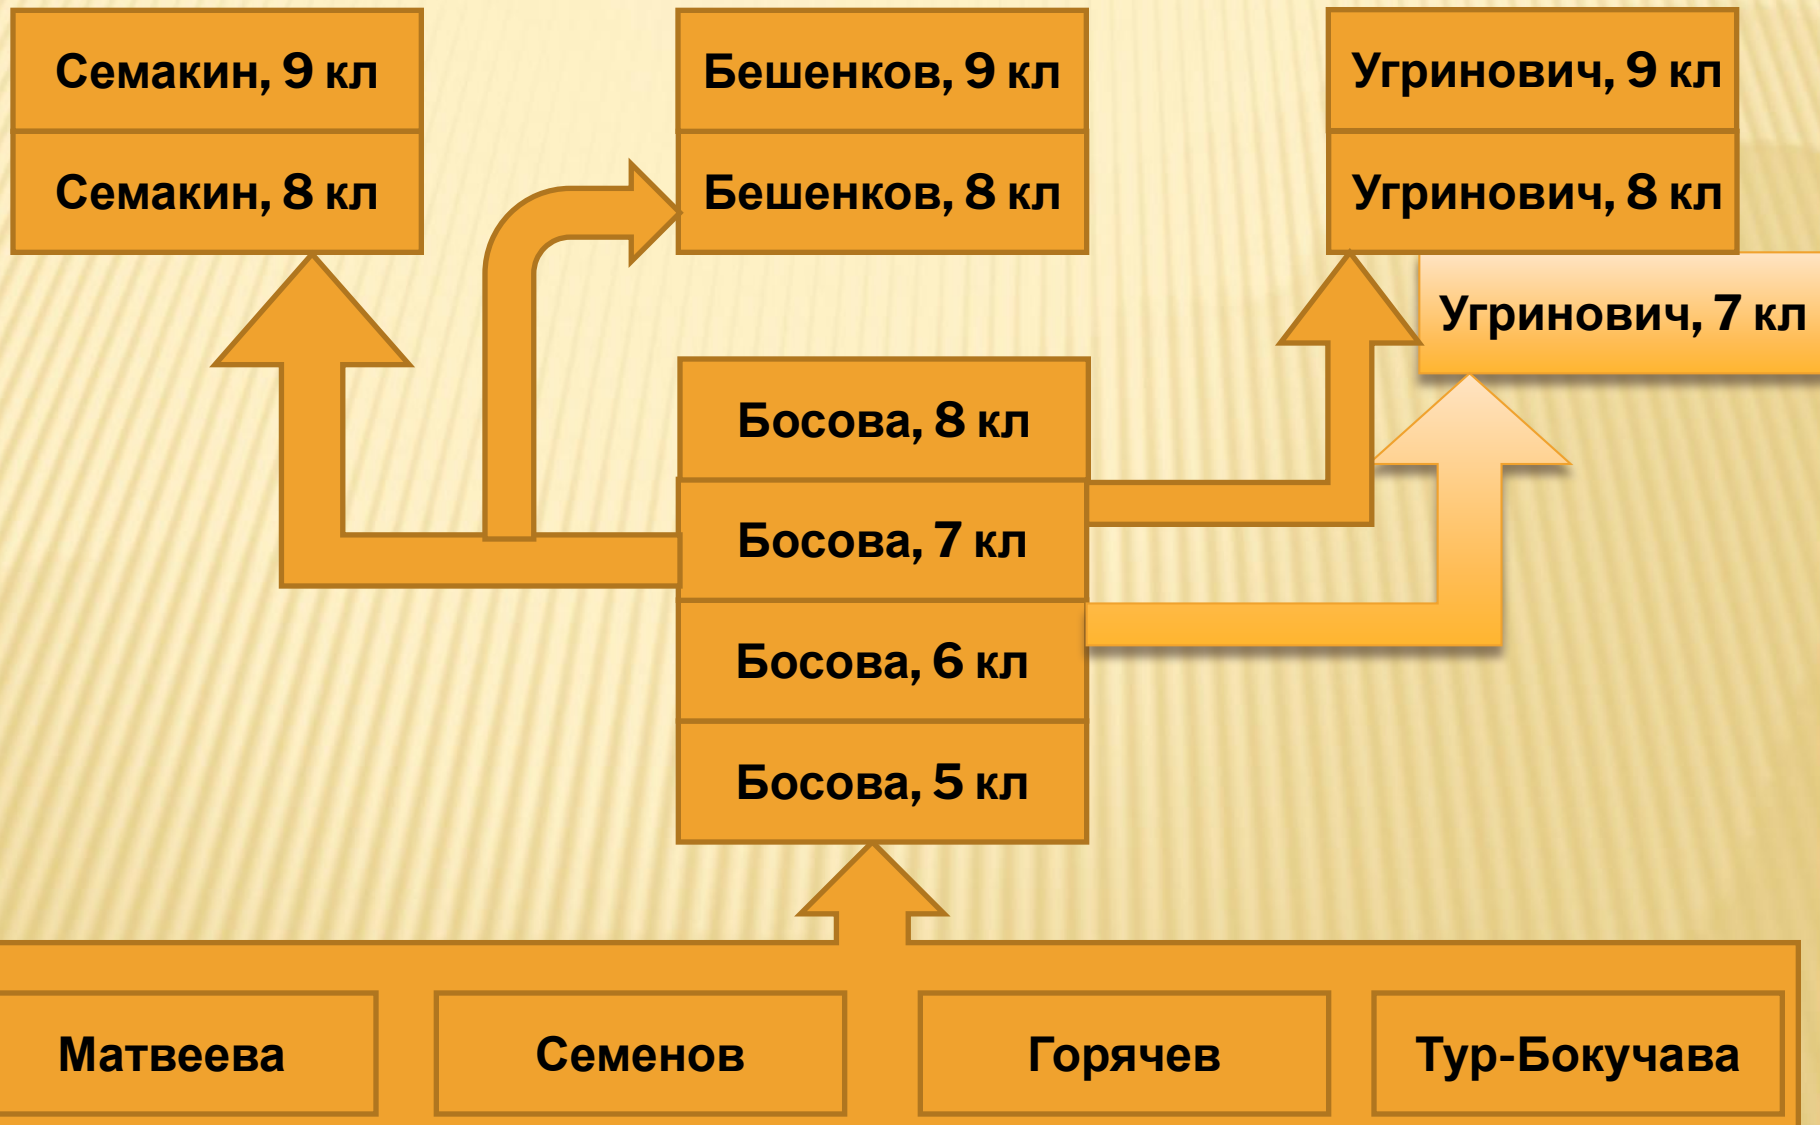 Семакин, 9 кл
Семакин, 8 кл
Бешенков, 9 кл
Бешенков, 8 кл
Угринович, 9 кл
Угринович, 8 кл
Угринович, 7 кл
Босова, 8 кл
Босова, 7 кл
Босова, 6 кл
Босова, 5 кл
Матвеева
Семенов
Горячев
Тур-Бокучава